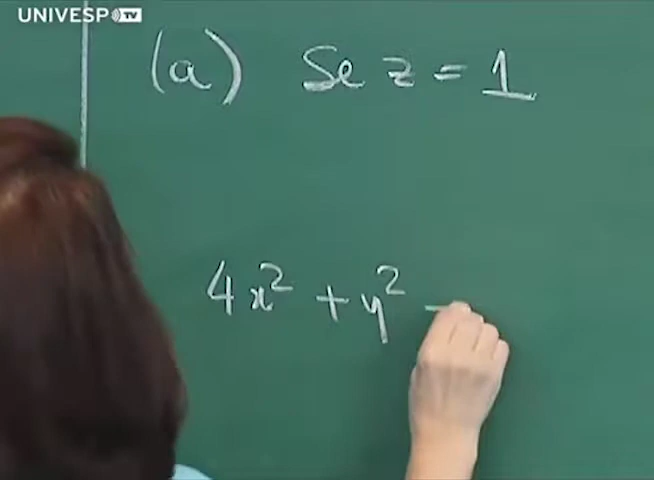 UNIVESP TV
(a) Se z = 1
4x² + y² -